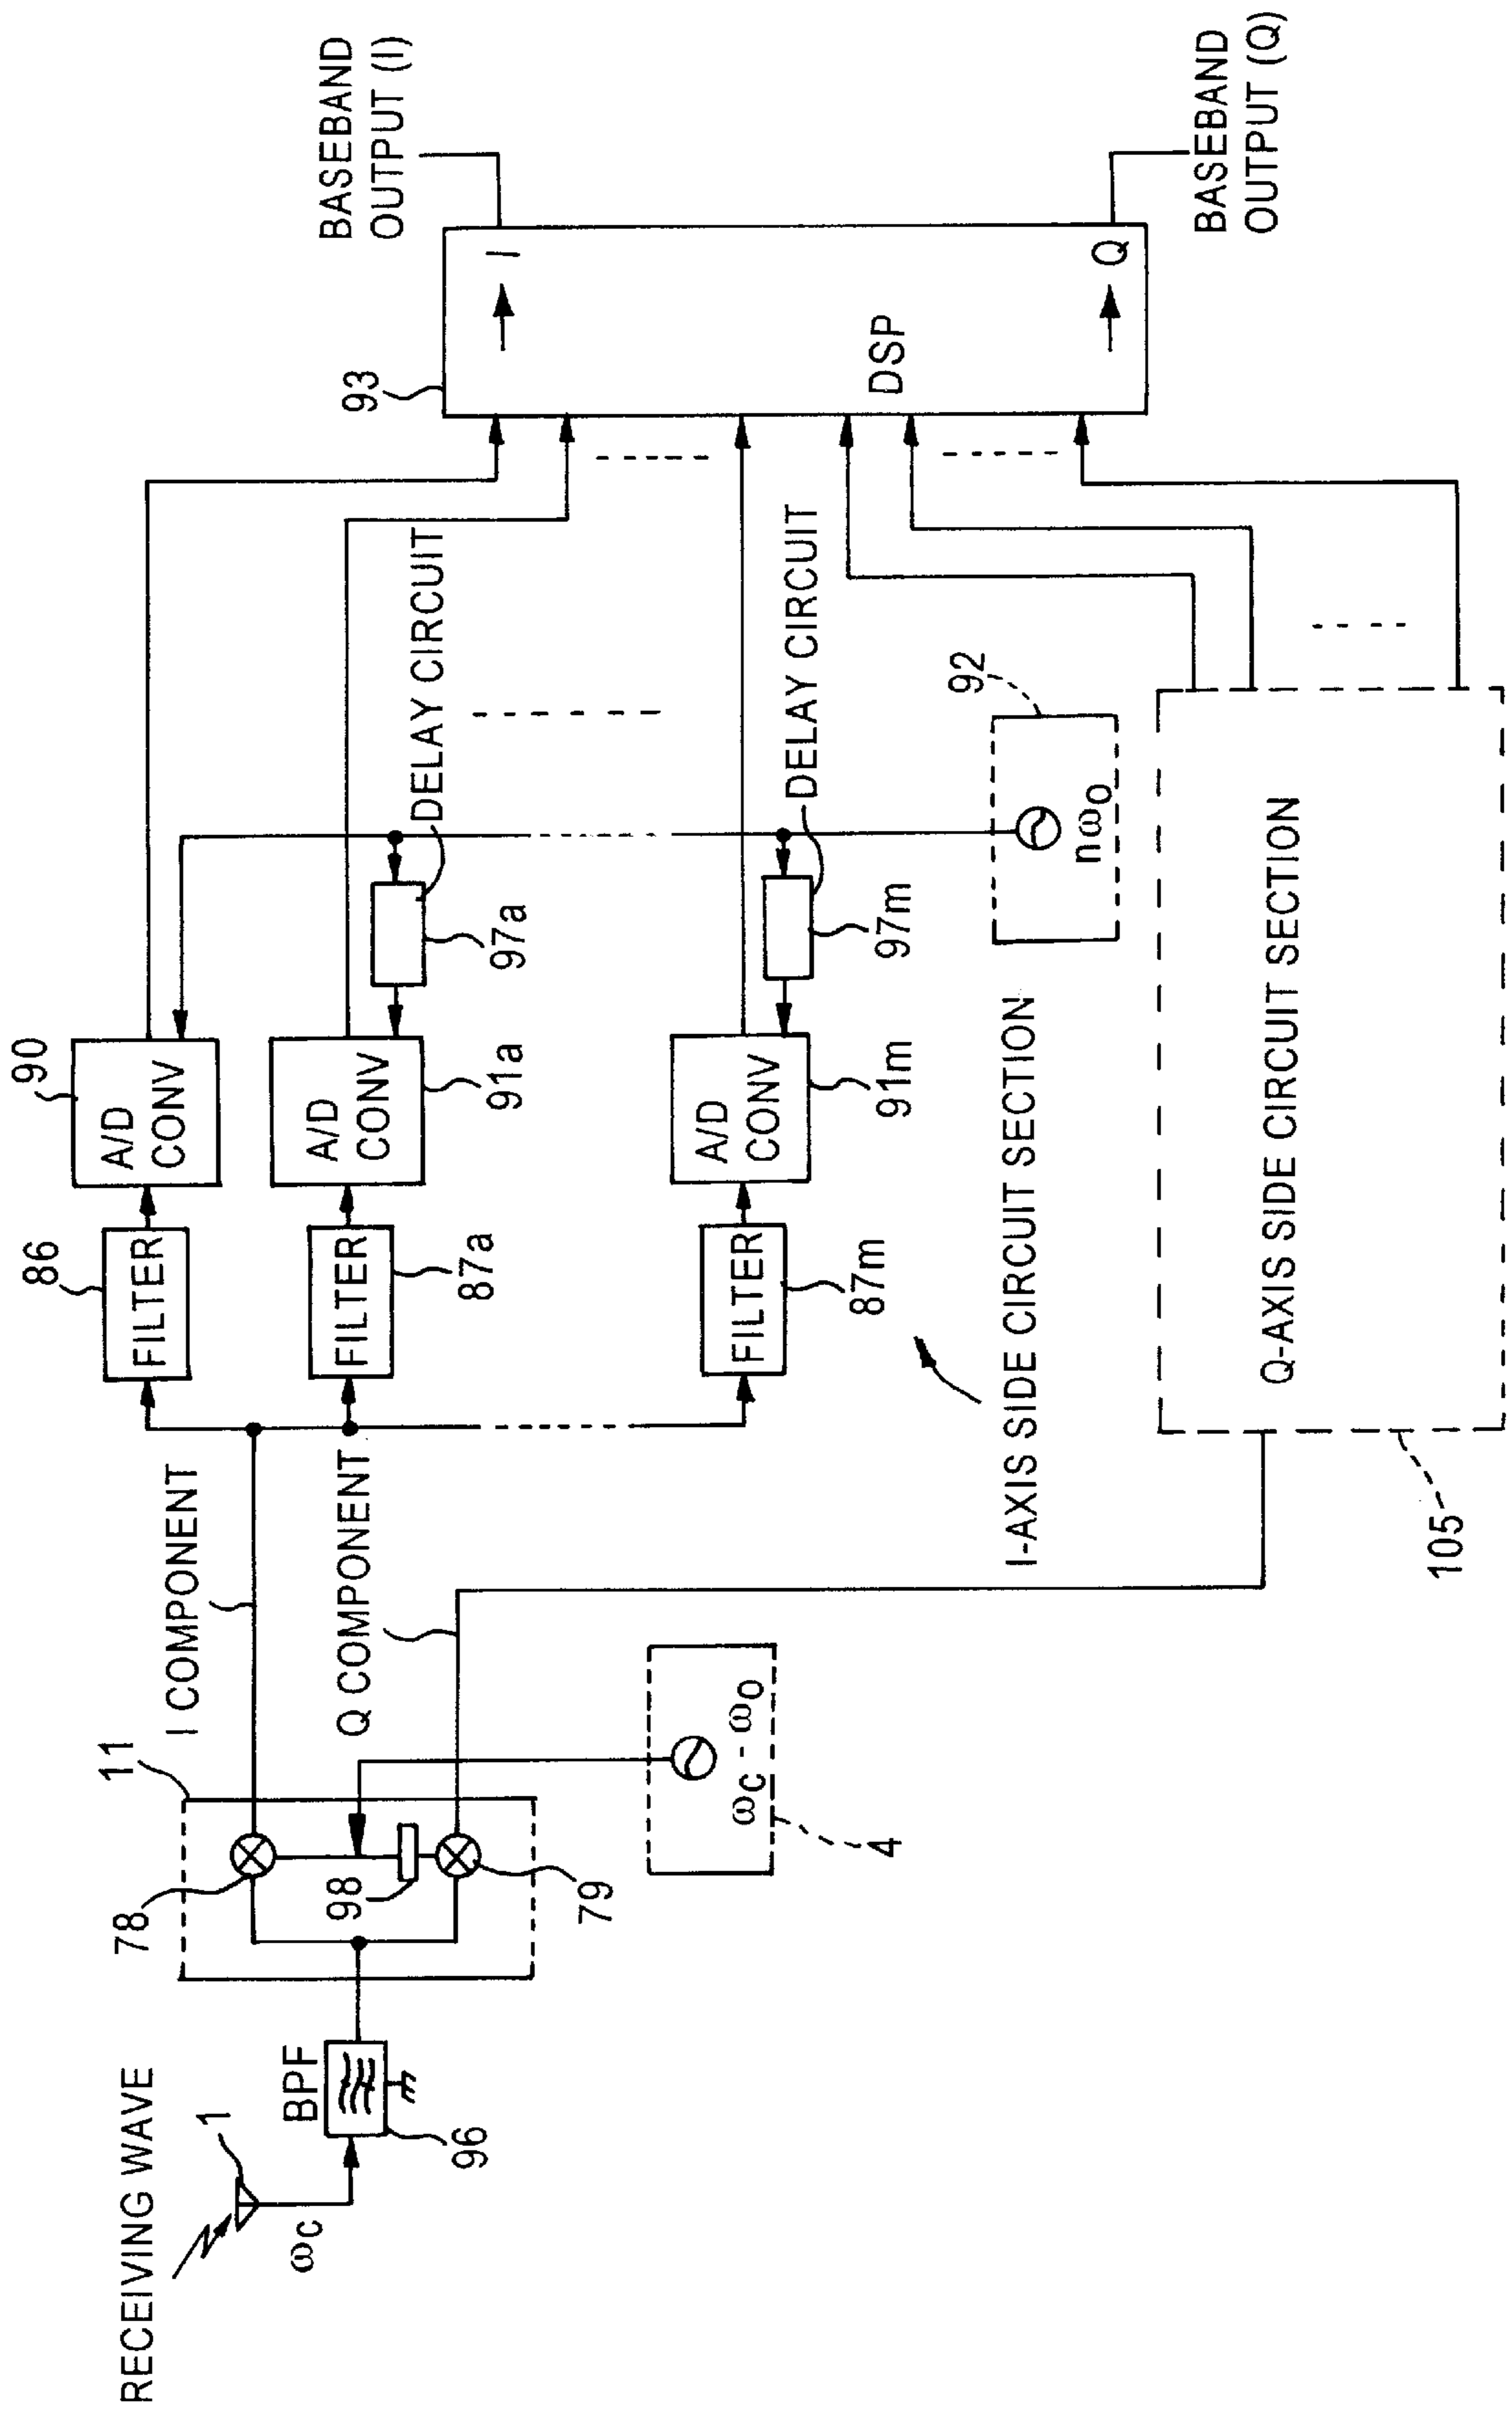 RECEIVING WAVE
1
ωC
BPF
96
11
78
98
79
I COMPONENT
Q COMPONENT
ωC - ωO
4
86
FILTER
FILTER
87a
FILTER
87m
90
A/D
CONV
A/D
CONV
91a
A/D
CONV
91m
97a
DELAY CIRCUIT
97m
DELAY CIRCUIT
92
nωO
I-AXIS SIDE CIRCUIT SECTION
Q-AXIS SIDE CIRCUIT SECTION
105
93
I
DSP
Q
BASEBAND
OUTPUT (I)
BASEBAND
OUTPUT (Q)